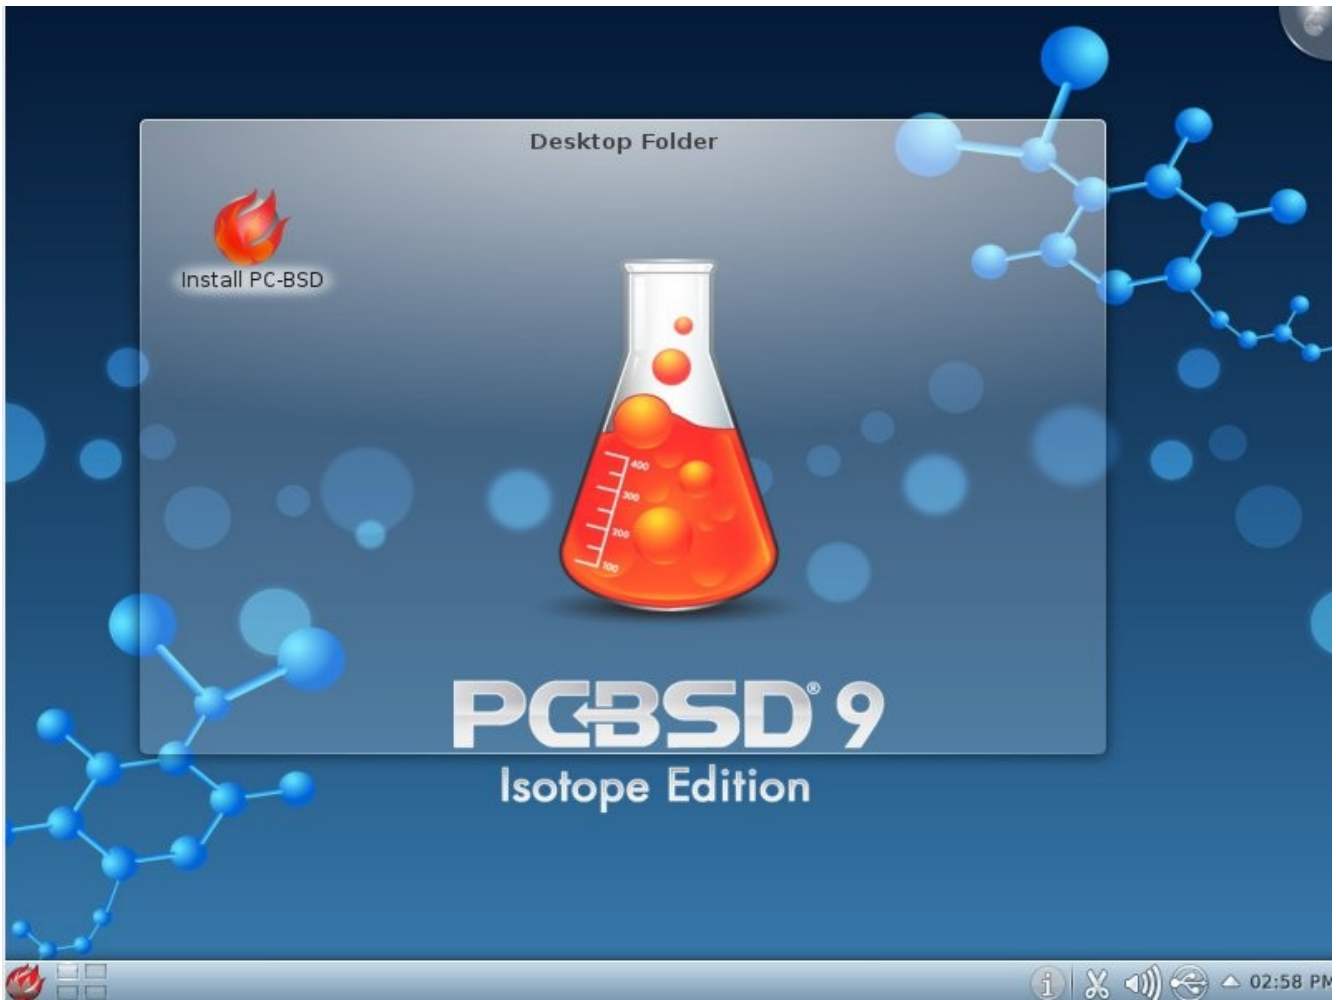 Desktop Folder
Install PC-BSD
400
300
200
100
PCBSD® 9
Isotope Edition
i
02:58 PM